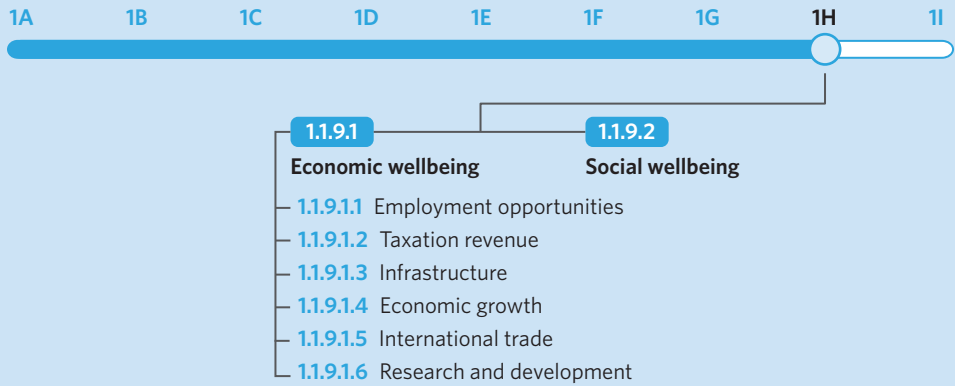 1A 1B 1C 1D 1E 1F 1G 1H 1I
1.1.9.1 1.1.9.2
Economic wellbeing Social wellbeing
1.1.9.1.1 Employment opportunities
1.1.9.1.2 Taxation revenue
1.1.9.1.3 Infrastructure
1.1.9.1.4 Economic growth
1.1.9.1.5 International trade
1.1.9.1.6 Research and development